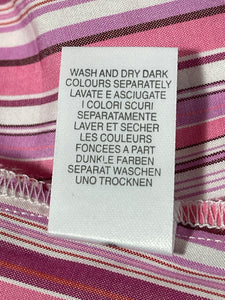 WASH AND DRY DARK
COLOURS SEPARATELY
LAVATE E ASCIUGATE
I COLORI SCURI
SEPARATAMENTE
LAVER ET SECHER
LES COULEURS
FONCEES A PART
DUNKLE FARBEN
SEPARAT WASCHEN
UNO TROCKNEN